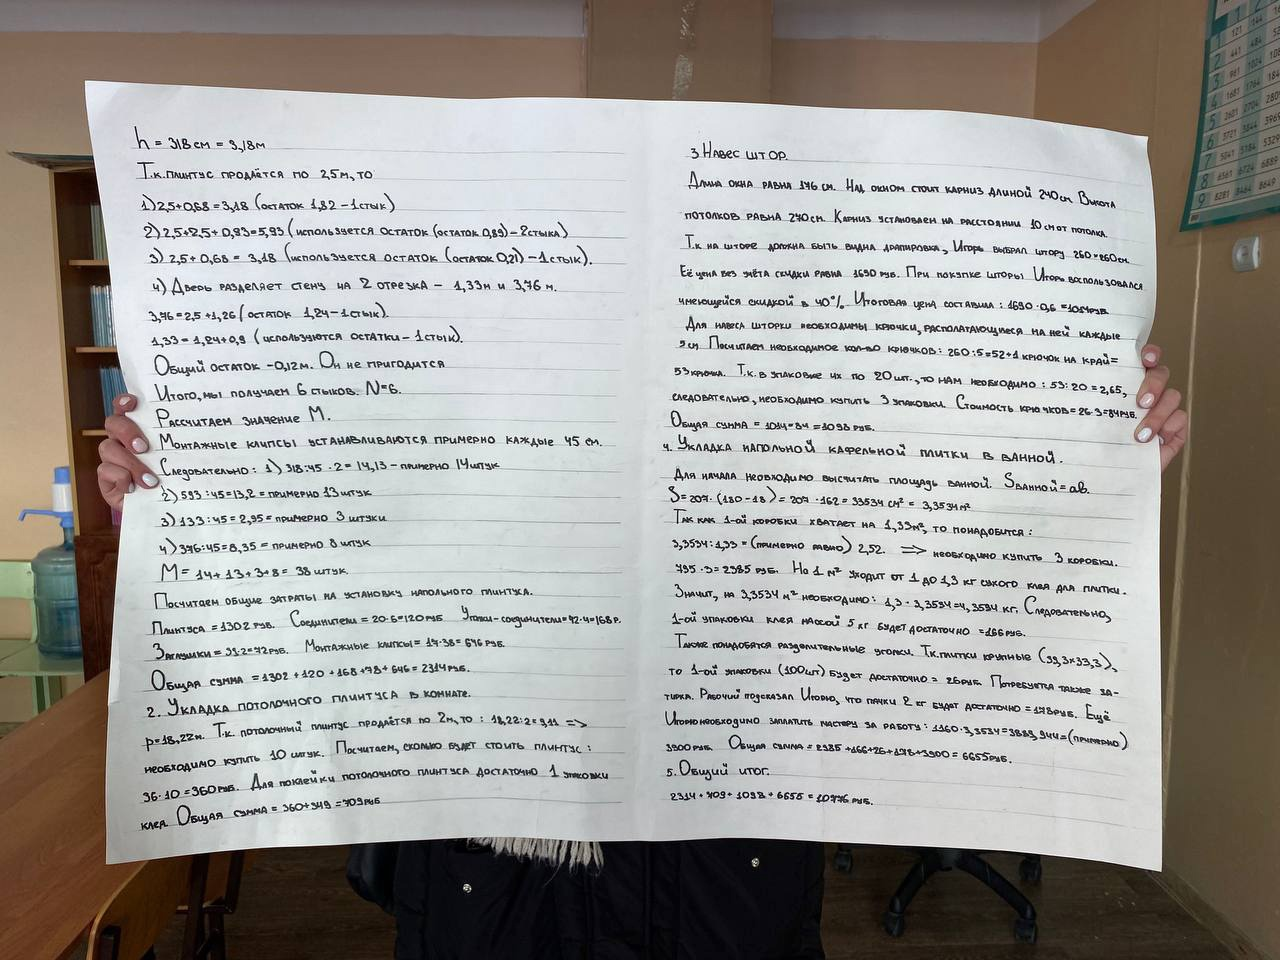 h = 318 см = 3,18 м
Т.к. плинтус продаётся по 2,5 м, то
1) 2,5+0,68 = 3,18 (остаток 1,82 – 1 стык)
2) 2,5+2,5+0,93=5,93 (используется остаток (остаток 0,89) – 2 стыка)
3) 2,5+0,68 = 3,18 (используется остаток (остаток 0,21) – 1 стык).
4) Дверь разделяет стену на 2 отрезка – 1,33м и 3,76 м.
3,76=2,5+1,26 (остаток 1,24 – 1 стык).
1,33 = 1,24+0,9 (используются остатки – 1 стык).
Общий остаток – 0,12м. Он не пригодится
Итого, мы получаем 6 стыков. N=6.
Рассчитаем значение M.
Монтажные клипсы устанавливаются примерно каждые 45 см.
Следовательно: 1) 318:45 · 2 = 14,13 – примерно 14 штук
2) 593:45=13,2 = примерно 13 штук
3) 133:45 = 2,95 = примерно 3 штуки
4) 376:45=8,35 = примерно 8 штук
M = 14+13+3+8 = 38 штук.
Посчитаем общие затраты на установку напольного плинтуса.
Плинтуса = 1302 руб. Соединители = 20·6=120 руб Уголки-соединители=42·4=168 р.
Заглушки = 39·2=72 руб. Монтажные клипсы = 17·38 = 646 руб.
Общая сумма = 1302 + 120 + 168 + 78 + 646 = 2314 руб.
2. Укладка потолочного плинтуса в комнате.
p=18,22м. Т.к. потолочный плинтус продаётся по 2м, то : 18,22:2=9,11 =>
необходимо купить 10 штук. Посчитаем, сколько будет стоить плинтус :
36·10 = 360 руб. Для поклейки потолочного плинтуса достаточно 1 упаковки
клея. Общая сумма = 360+349 = 709 руб
3. Навес штор.
Длина окна равна 176 см. Над окном стоит карниз длиной 240 см. Высота
потолков равна 240 см. Карниз установлен на расстоянии 10 см от потолка.
Т.к на шторе должна быть видна драпировка, Игорь выбрал штору 260×260 см.
Её цена без учёта скидки равна 1690 руб. При покупке шторы Игорь воспользовался
имеющейся скидкой в 40% Итоговая цена составила : 1690 · 0,6 = 1014 руб.
Для навеса шторки необходимы крючки, располагающиеся на ней каждые
5 см Посчитаем необходимое кол-во крючков : 260:5=52+1 крючок на край=
53 крючка. Т.к. в упаковке их по 20 шт., то нам необходимо : 53:20 = 2,65,
следовательно, необходимо купить 3 упаковки. Стоимость крючков = 26·3=84 руб.
Общая сумма = 1014+84 = 1098 руб.
4. Укладка напольной кафельной плитки в ванной.
Для начала необходимо высчитать площадь ванной. Sванной = ab.
S = 207· (180-18) = 207 · 162 = 33534 см² = 3,3534 м²
Так как 1-ой коробки хватает на 1,33 м², то понадобится :
3,3534 : 1,33 = (примерно равно) 2,52. => необходимо купить 3 коробки.
795 · 3 = 2385 руб. На 1 м² уходит от 1 до 1,3 кг сухого клея для плитки.
Значит, на 3,3534 м² необходимо : 1,3 · 3,3534=4,3594 кг. Следовательно,
1-ой упаковки клея массой 5 кг будет достаточно = 166 руб.
Также понадобятся разделительные уголки. Т.к плитки крупные (33,3×33,3),
то 1-ой упаковки (100шт) будет достаточно = 26 руб. Потребуется также за-
тирка. Рабочий подсказал Игорю, что пачки 2 кг будет достаточно = 178 руб. Ещё
Игорю необходимо заплатить мастеру за работу : 1160·3,3534=3889,944 = (примерно)
3900 руб. Общая сумма = 2385 +166+26 + 178 + 3900 = 6655 руб.
5. Общий итог.
2314 + 709 + 1098 + 6655 = 10776 руб.